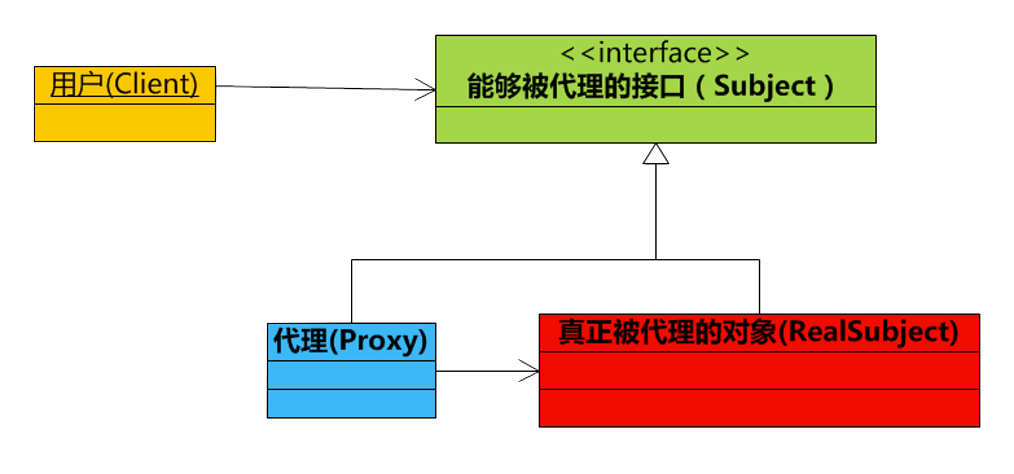 用户(Client)
<<interface>>
能够被代理的接口（Subject）
代理(Proxy)
真正被代理的对象(RealSubject)